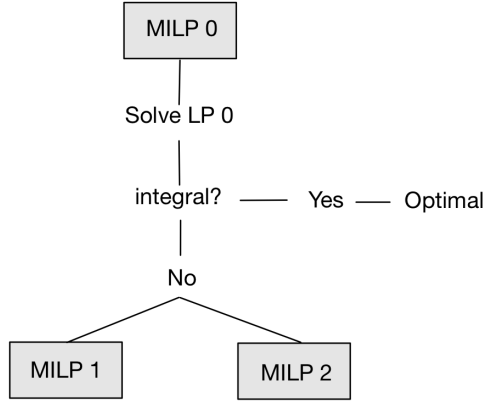 MILP 0
Solve LP 0
integral? Yes Optimal
No
MILP 1 MILP 2